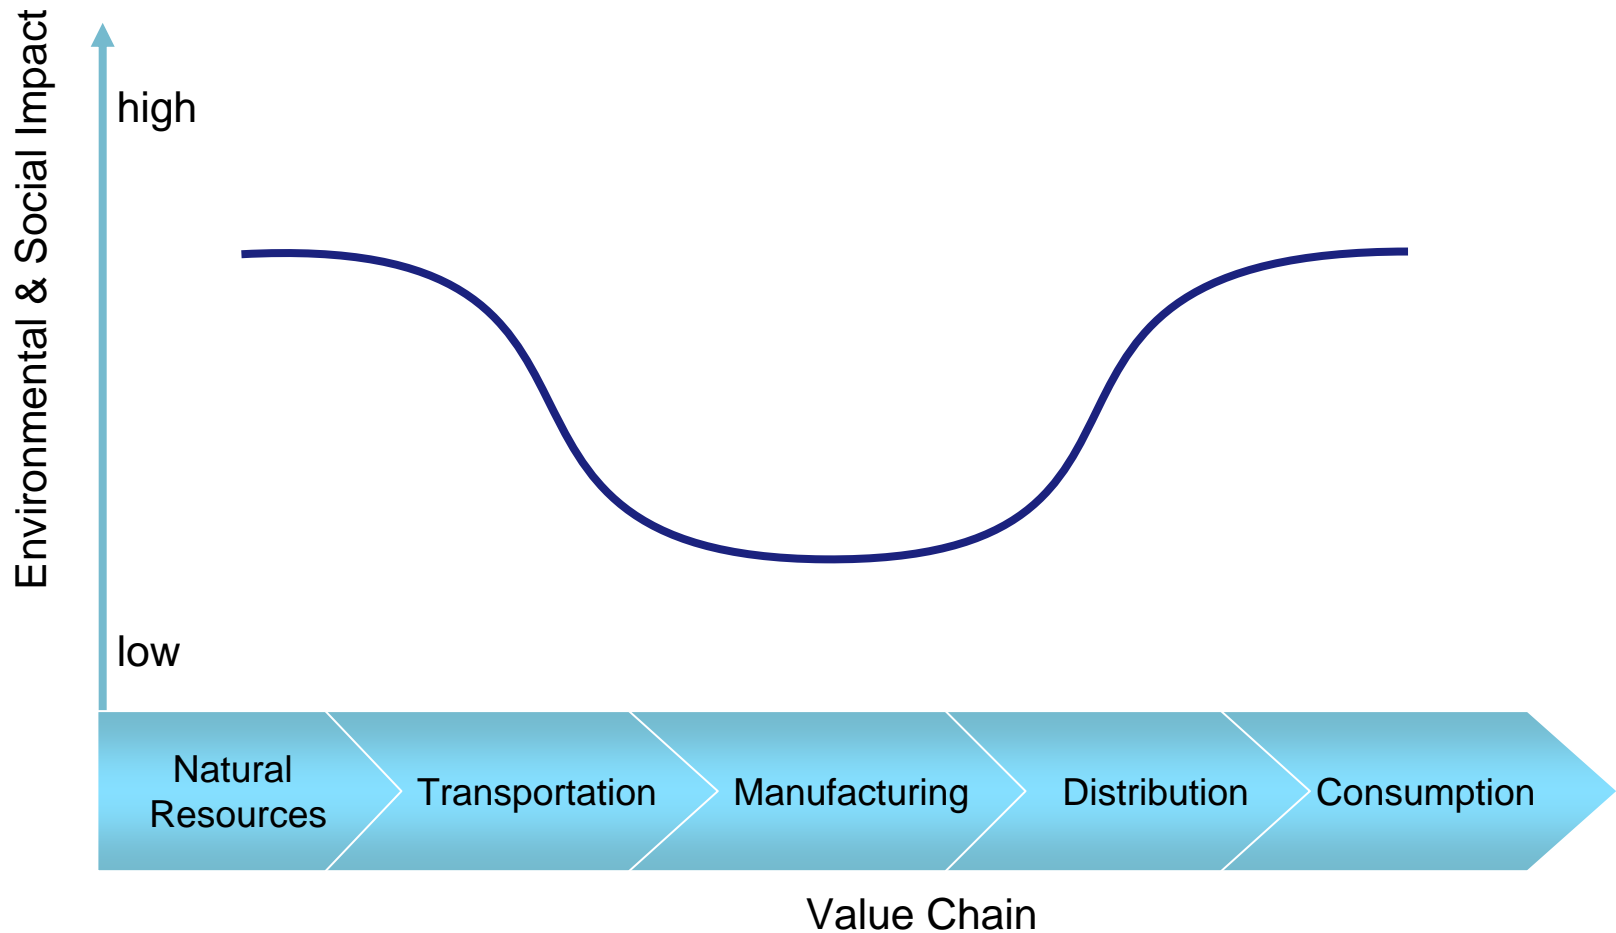 Environmental & Social Impact
high
low
Natural
Resources
Transportation
Manufacturing
Distribution
Consumption
Value Chain